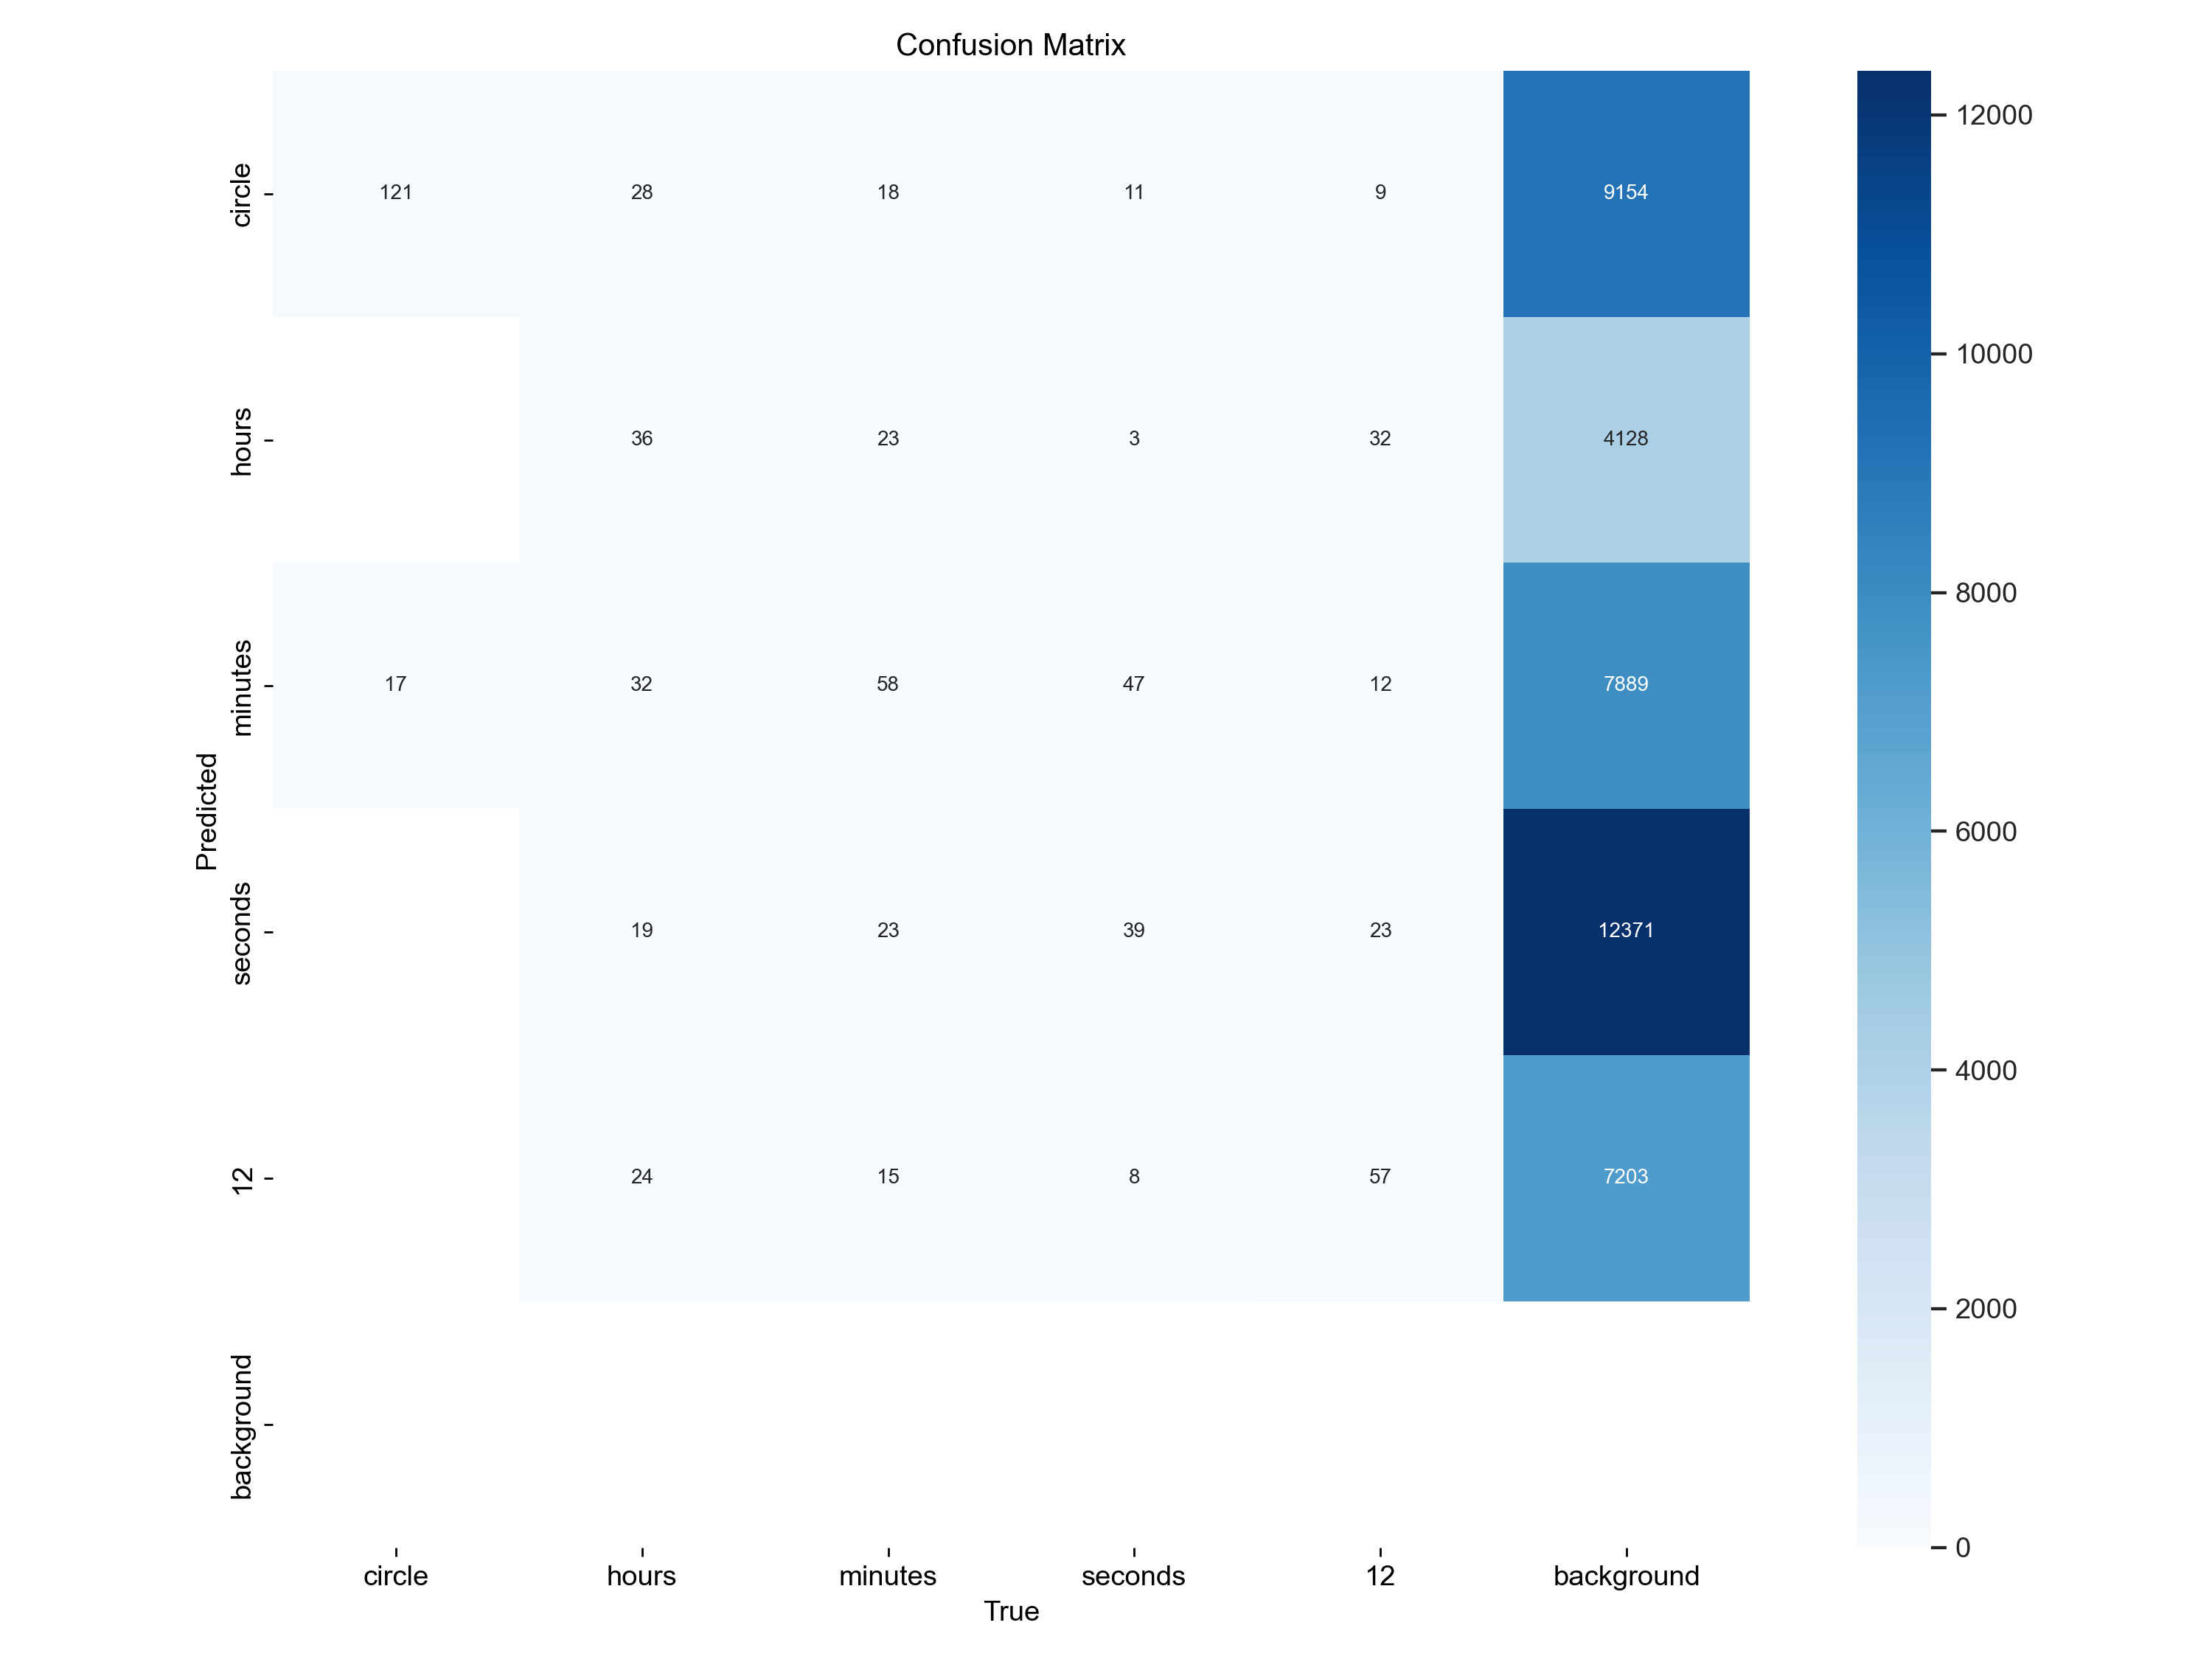 Confusion Matrix
circle 121 28 18 11 9 9154
hours 36 23 3 32 4128
minutes 17 32 58 47 12 7889
seconds 19 23 39 23 12371
12 24 15 8 57 7203
background
Predicted
circle hours minutes seconds 12 background
True
12000
10000
8000
6000
4000
2000
0